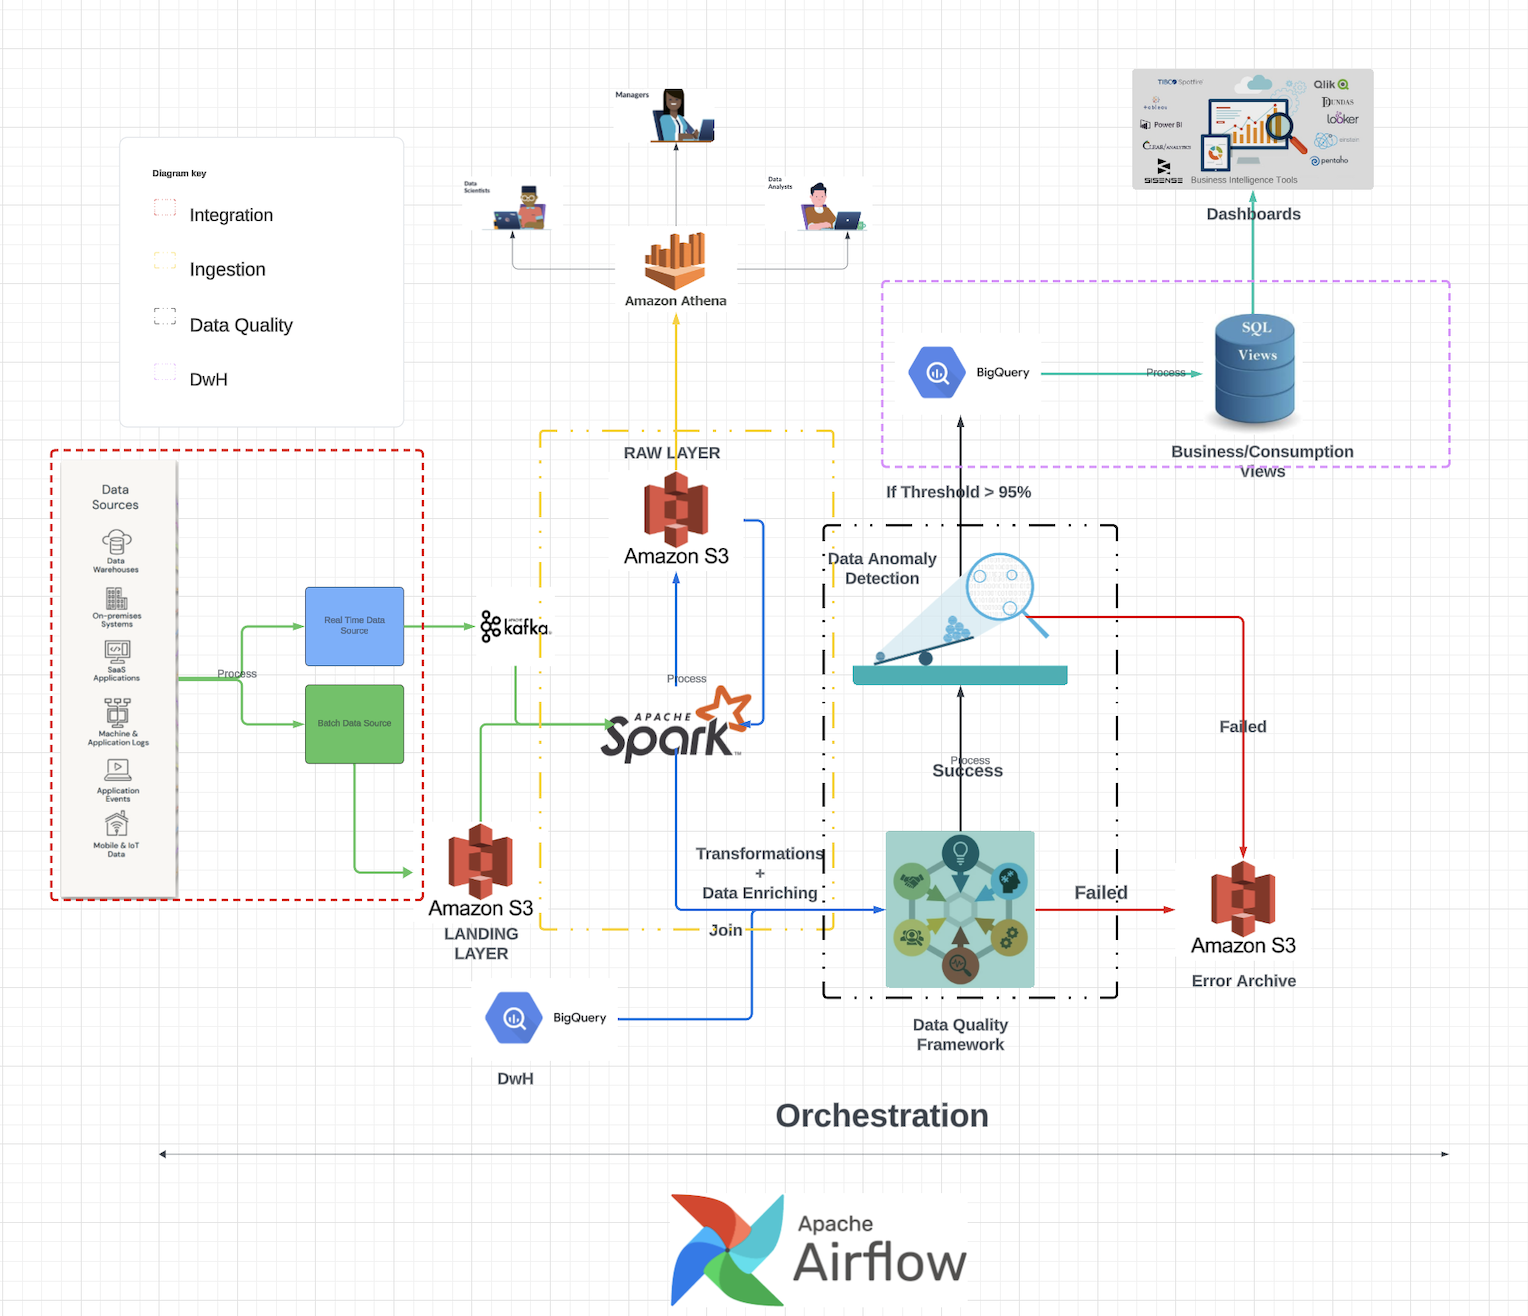 Managers
Data
Scientists
Data
Analysts
Amazon Athena
TIBCO Spotfire
Qlik
tableau
DUNDAS
Power BI
looker
CLEAR/ANALYTICS
einstein
pentaho
SISENSE
Business Intelligence Tools
Dashboards
Diagram key
Integration
Ingestion
Data Quality
DwH
SQL
Views
BigQuery
Process
Business/Consumption
Views
RAW LAYER
Amazon S3
If Threshold > 95%
Data Anomaly
Detection
Data
Sources
Data
Warehouses
On-premises
Systems
SaaS
Applications
Machine &
Application Logs
Application
Events
Mobile & IoT
Data
Process
Real Time Data
Source
Batch Data Source
APACHE
kafka
Process
APACHE
Spark™
Failed
Process
Success
Transformations
+
Data Enriching
Join
Amazon S3
LANDING
LAYER
Failed
Amazon S3
Error Archive
BigQuery
DwH
Data Quality
Framework
Orchestration
Apache
Airflow